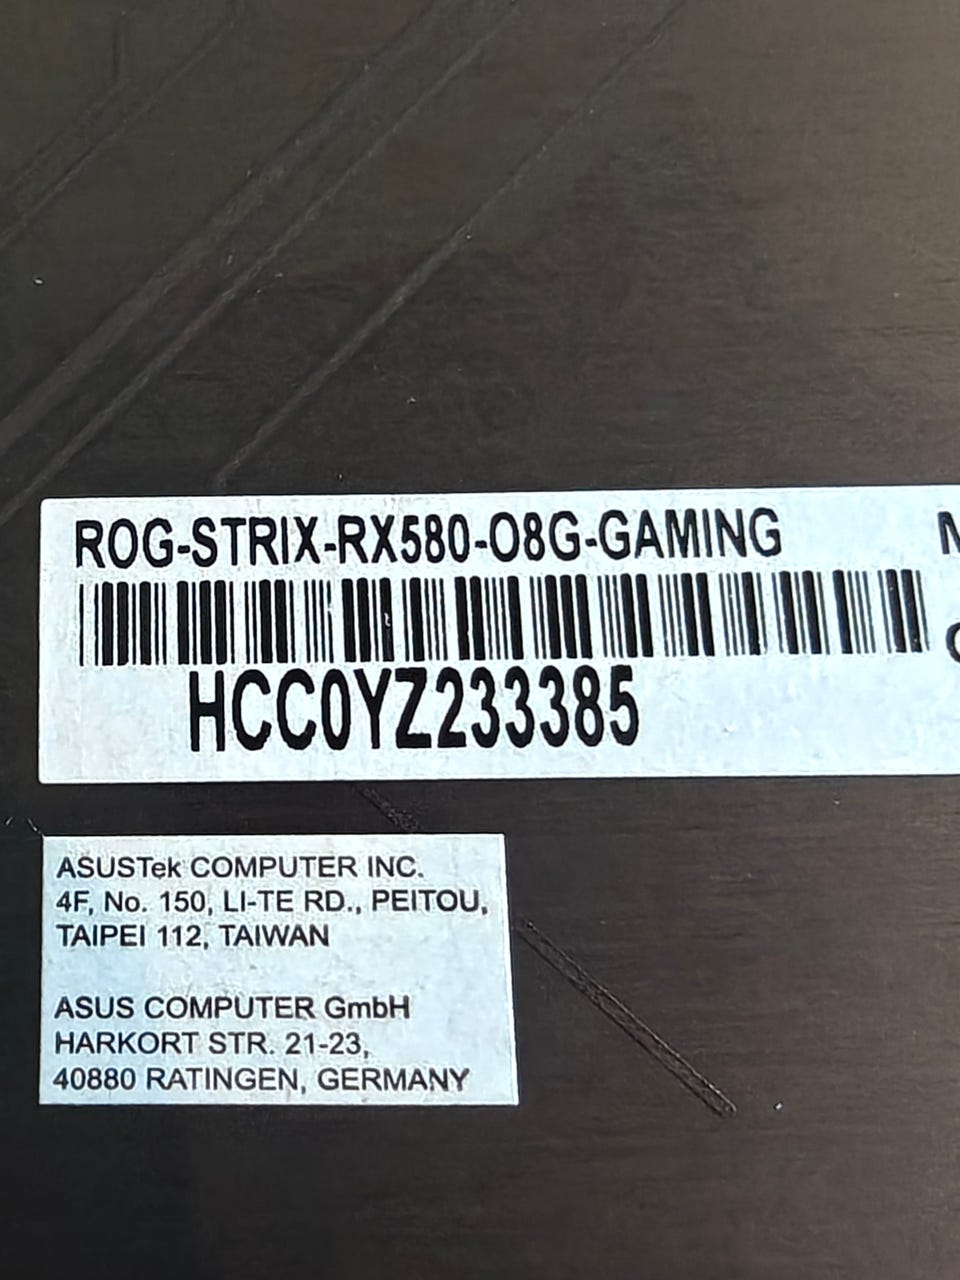 ROG-STRIX-RX580-O8G-GAMING
HCC0YZ233385
ASUSTek COMPUTER INC.
4F, No. 150, LI-TE RD., PEITOU,
TAIPEI 112, TAIWAN
ASUS COMPUTER GmbH
HARKORT STR. 21-23,
40880 RATINGEN, GERMANY